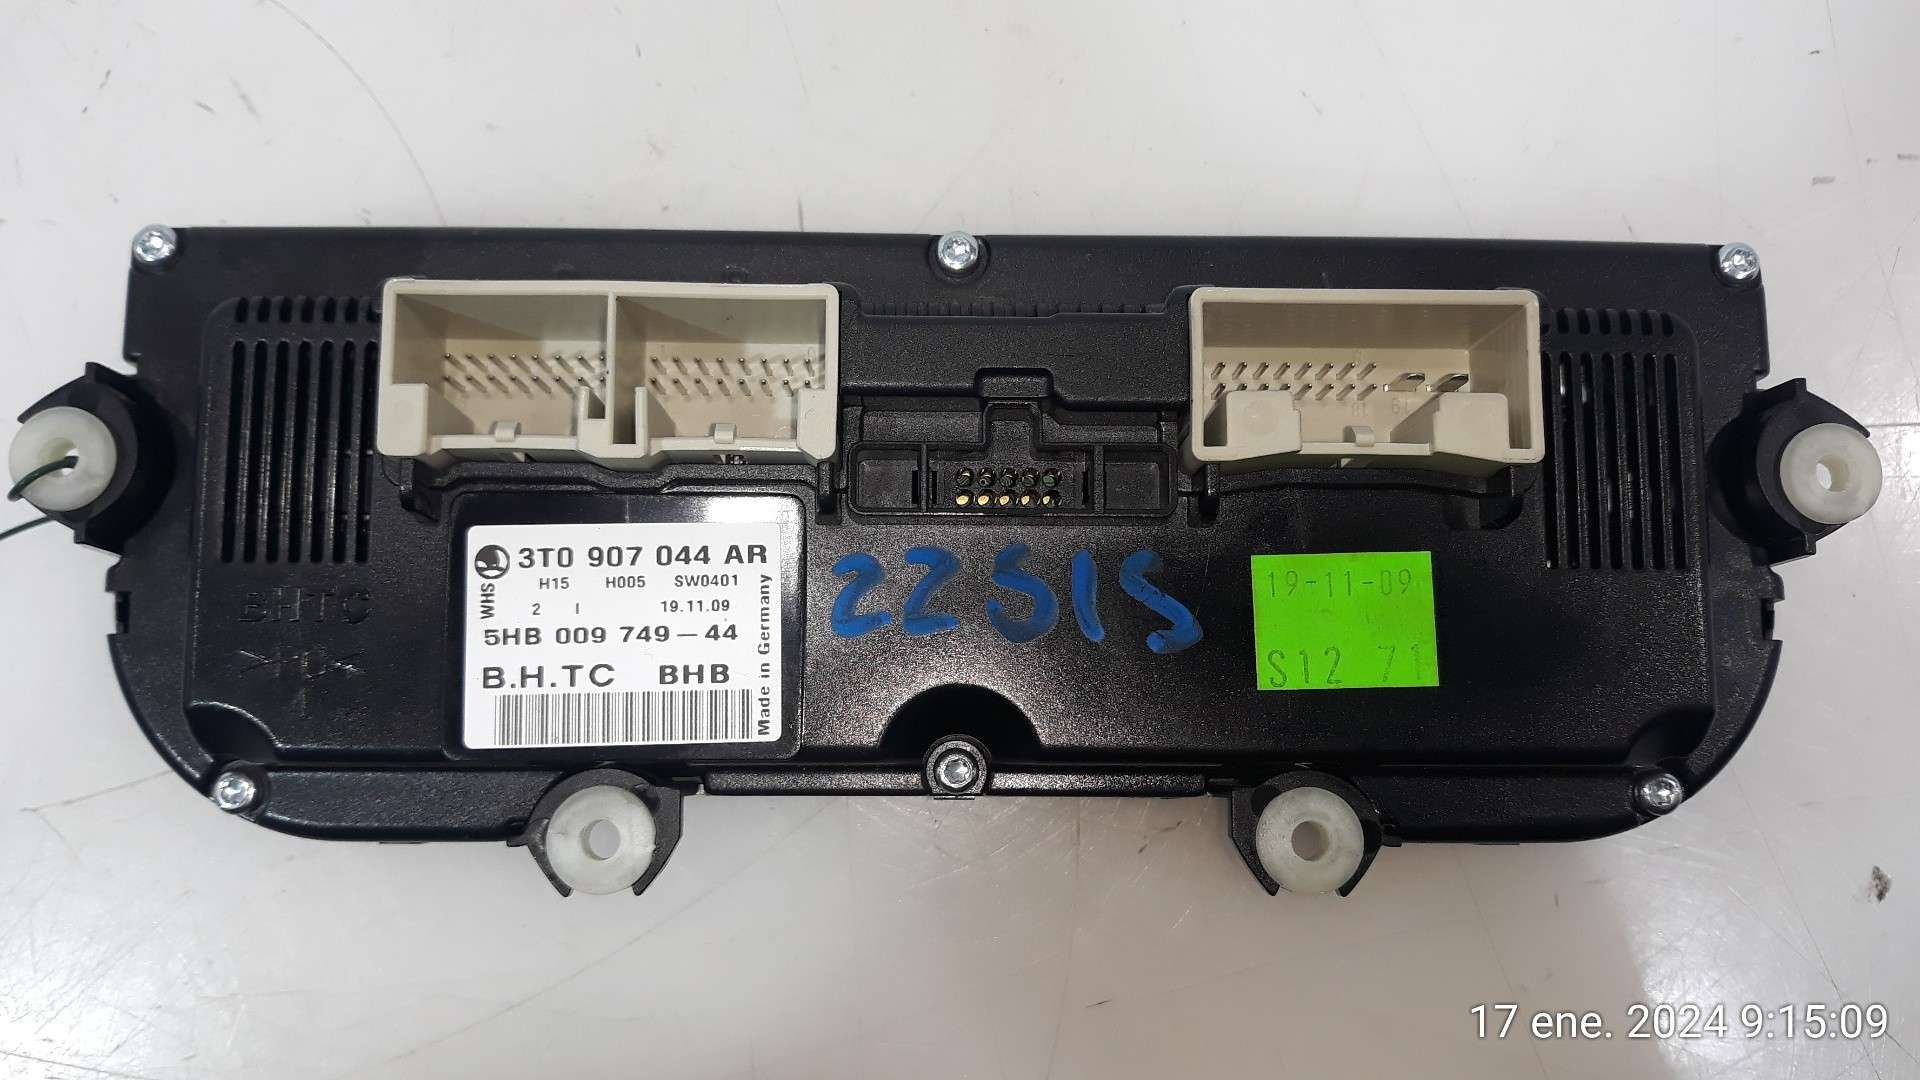 3T0 907 044 AR
H15 H005 SW0401
2 I 19.11.09
5HB 009 749-44
B.H.TC BHB
WHS
Made in Germany
BHTC
22515
19-11-09
S12 71
17 ene. 2024 9:15:09